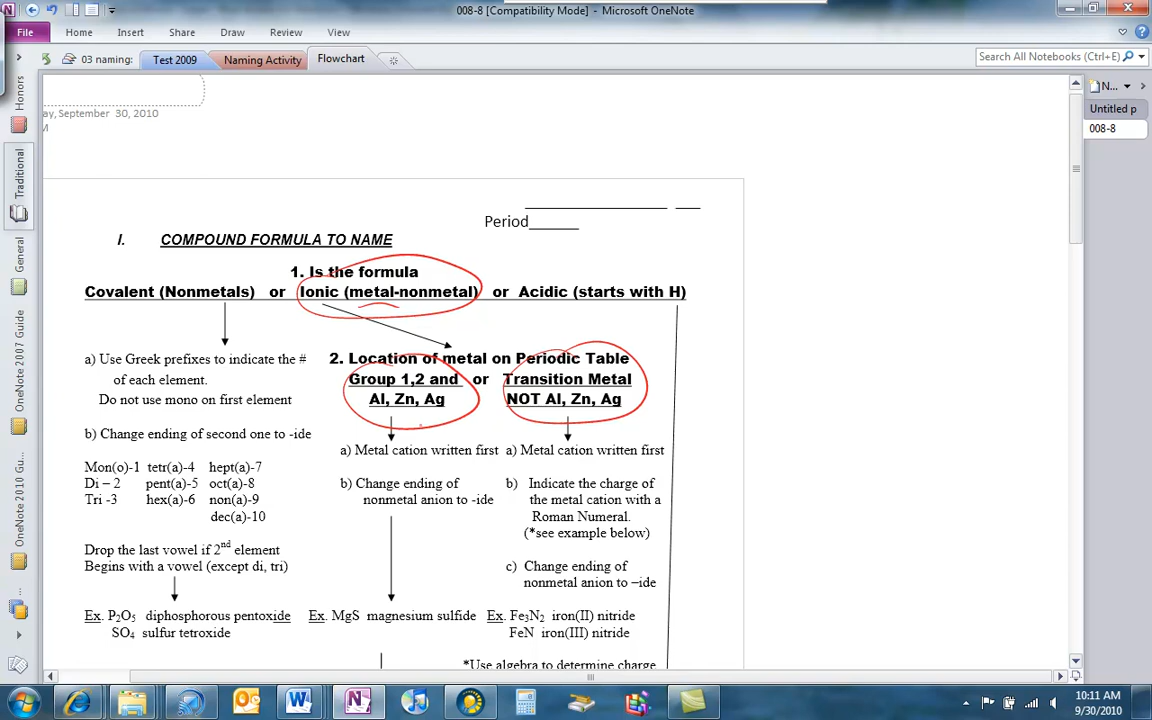 008-8 [Compatibility Mode] - Microsoft OneNote
File Home Insert Share Draw Review View
03 naming: Test 2009 Naming Activity Flowchart
Search All Notebooks (Ctrl+E)
Honors
Traditional
General
OneNote 2007 Guide
OneNote 2010 Gu...
N...
Untitled p
008-8
ay, September 30, 2010
M
Period______
I. COMPOUND FORMULA TO NAME
1. Is the formula
Covalent (Nonmetals) or Ionic (metal-nonmetal) or Acidic (starts with H)
a) Use Greek prefixes to indicate the #
of each element.
Do not use mono on first element
b) Change ending of second one to -ide
Mon(o)-1 tetr(a)-4 hept(a)-7
Di – 2 pent(a)-5 oct(a)-8
Tri -3 hex(a)-6 non(a)-9
dec(a)-10
Drop the last vowel if 2nd element
Begins with a vowel (except di, tri)
Ex. P2O5 diphosphorous pentoxide
SO4 sulfur tetroxide
2. Location of metal on Periodic Table
Group 1,2 and or Transition Metal
Al, Zn, Ag NOT Al, Zn, Ag
a) Metal cation written first
b) Change ending of
nonmetal anion to -ide
Ex. MgS magnesium sulfide
a) Metal cation written first
b) Indicate the charge of
the metal cation with a
Roman Numeral.
(*see example below)
c) Change ending of
nonmetal anion to –ide
Ex. Fe3N2 iron(II) nitride
FeN iron(III) nitride
*Use algebra to determine charge
10:11 AM
9/30/2010